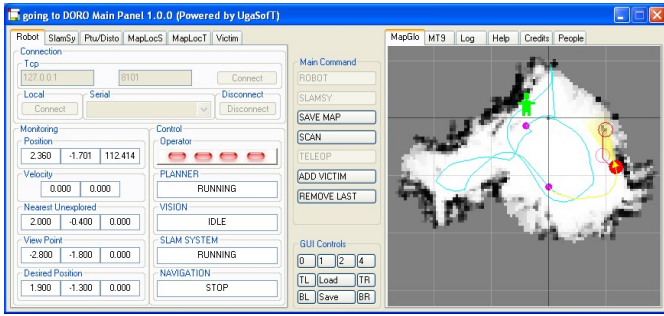 going to DORO Main Panel 1.0.0 (Powered by UgaSofT)
Robot SlamSy Ptu/Disto MapLocS MapLocT Victim
Connection
Tcp
127.0.0.1 8101 Connect
Local Serial Disconnect
Connect Disconnect
Monitoring
Position
2.360 -1.701 112.414
Velocity
0.000 0.000
Nearest Unexplored
2.000 -0.400 0.000
View Point
-2.800 -1.800 0.000
Desired Position
1.900 -1.300 0.000
Control
Operator
PLANNER
RUNNING
VISION
IDLE
SLAM SYSTEM
RUNNING
NAVIGATION
STOP
Main Command
ROBOT
SLAMSY
SAVE MAP
SCAN
TELEOP
ADD VICTIM
REMOVE LAST
GUI Controls
0 1 2 4
TL Load TR
BL Save BR
MapGlo MT9 Log Help Credits People